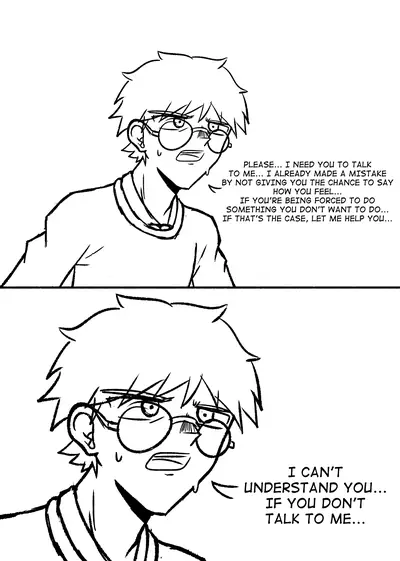 PLEASE... I NEED YOU TO TALK
TO ME... I ALREADY MADE A MISTAKE
BY NOT GIVING YOU THE CHANCE TO SAY
HOW YOU FEEL...
IF YOU'RE BEING FORCED TO DO
SOMETHING YOU DON'T WANT TO DO...
IF THAT'S THE CASE, LET ME HELP YOU...
I CAN'T
UNDERSTAND YOU...
IF YOU DON'T
TALK TO ME...